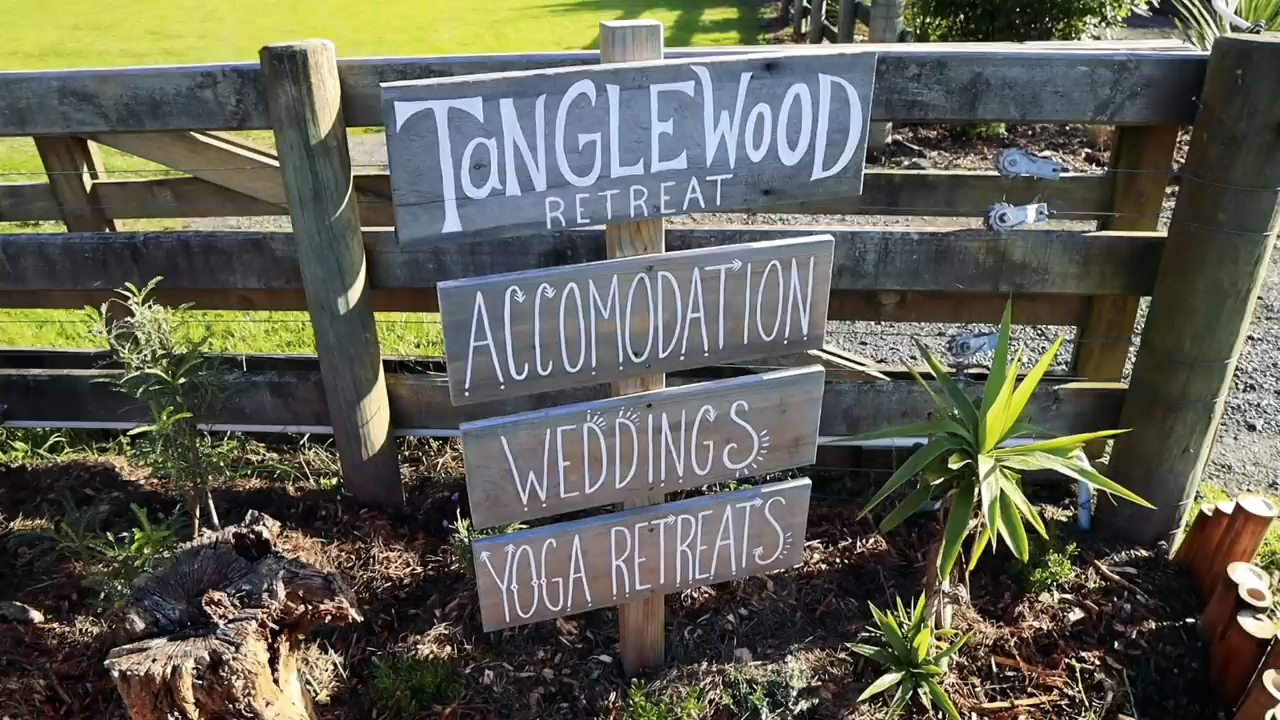 TaNGLEWOOD
RETREAT
ACCOMODATION
WEDDINGS
YOGA RETREATS